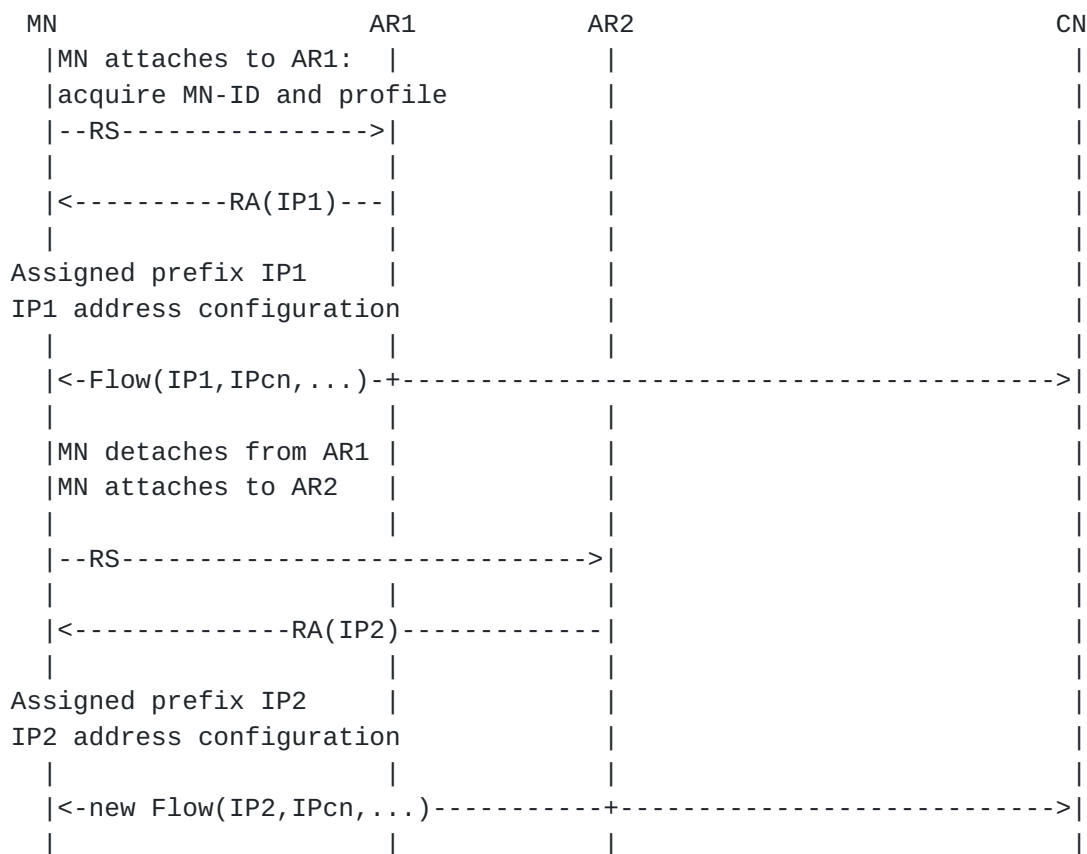 MN                    AR1           AR2                            CN
  |MN attaches to AR1:  |             |                             |
  |acquire MN-ID and profile          |                             |
  |--RS---------------->|             |                             |
  |                     |             |                             |
  |<----------RA(IP1)---|             |                             |
  |                     |             |                             |
Assigned prefix IP1     |             |                             |
IP1 address configuration             |                             |
  |                     |             |                             |
  |<-Flow(IP1,IPcn,...)-+------------------------------------------>|
  |                     |             |                             |
  |MN detaches from AR1 |             |                             |
  |MN attaches to AR2   |             |                             |
  |                     |             |                             |
  |--RS------------------------------>|                             |
  |                     |             |                             |
  |<--------------RA(IP2)-------------|                             |
  |                     |             |                             |
Assigned prefix IP2     |             |                             |
IP2 address configuration             |                             |
  |                     |             |                             |
  |<-new Flow(IP2,IPcn,...)-----------+---------------------------->|
  |                     |             |                             |